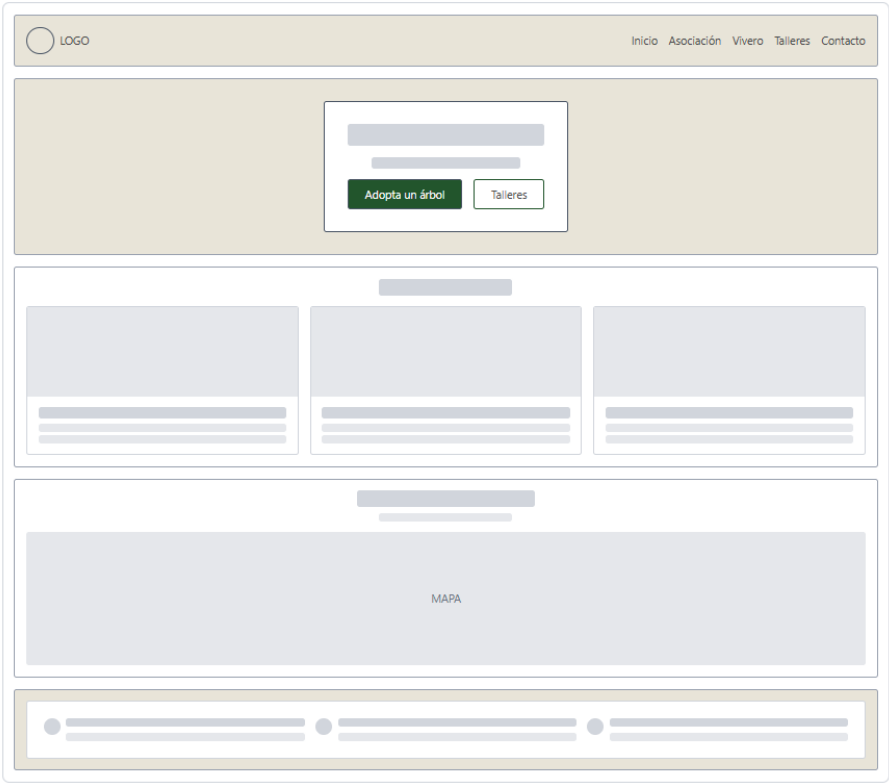 LOGO
Inicio Asociación Vivero Talleres Contacto
Adopta un árbol
Talleres
MAPA